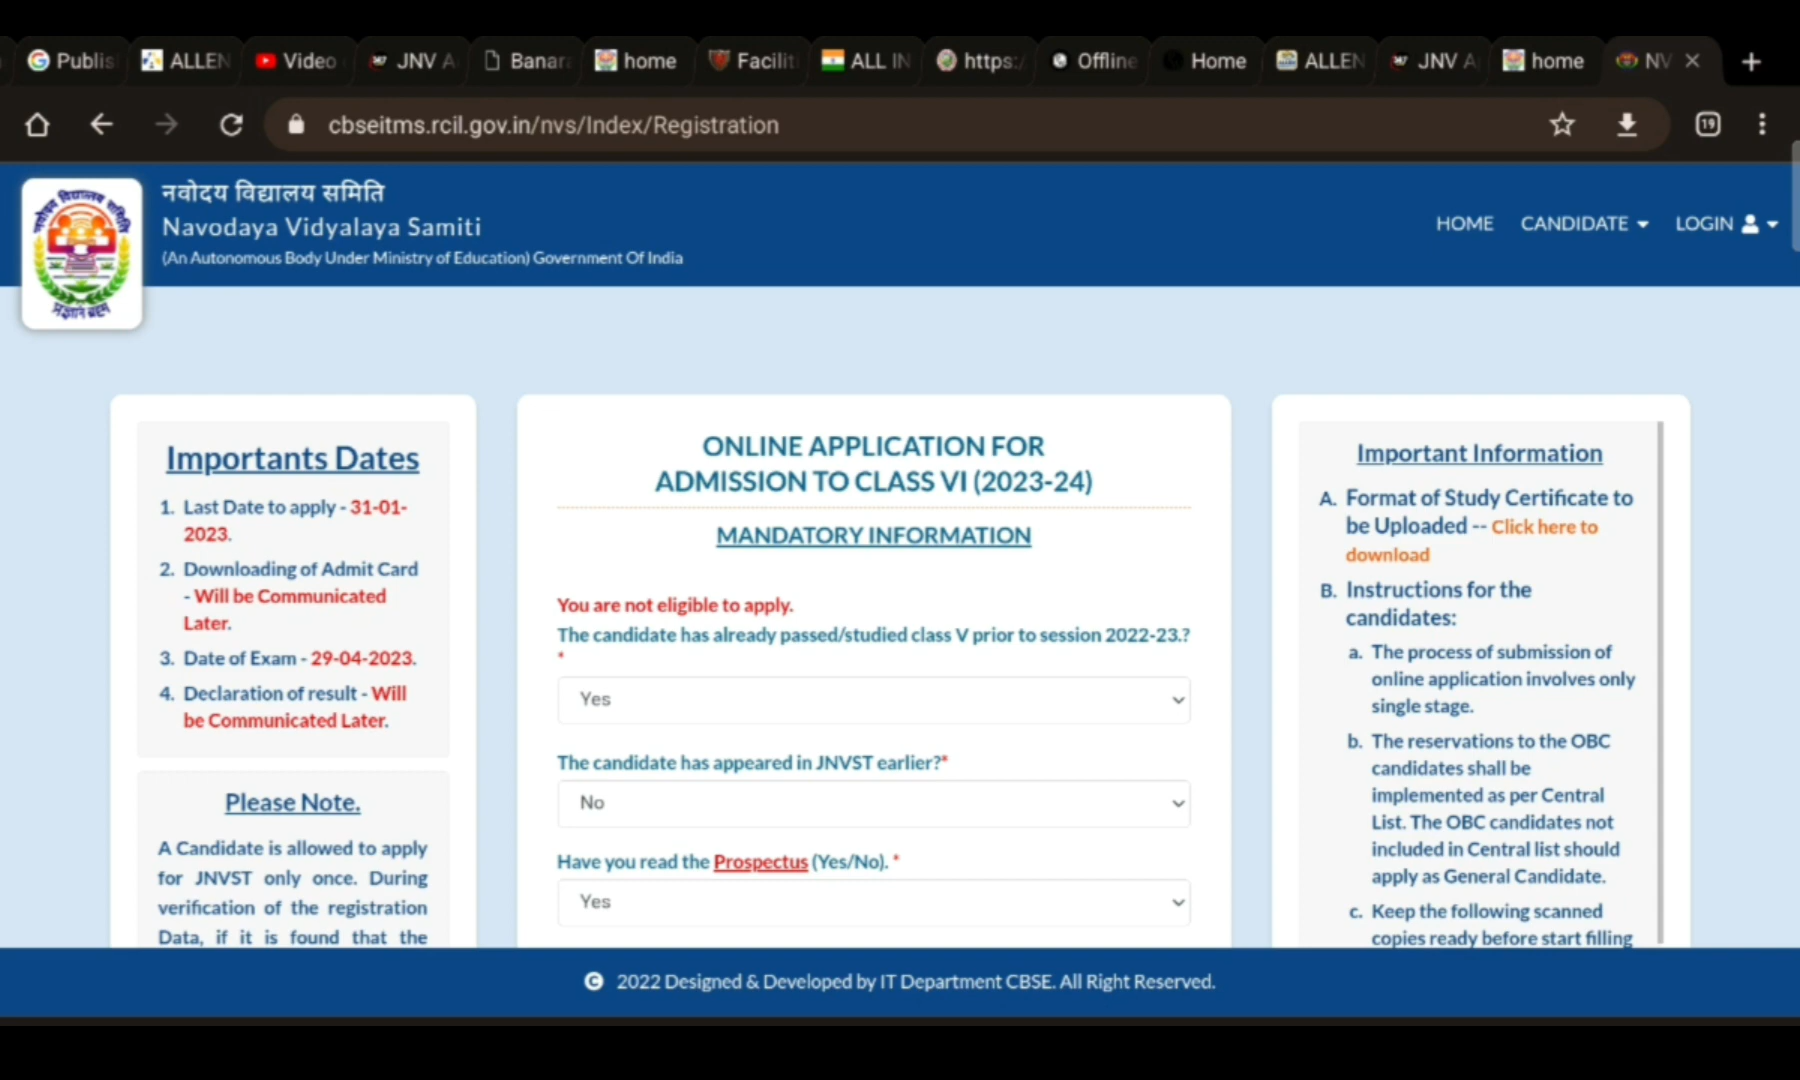 Publis
ALLEN
Video
JNV A
Banar
home
Facilit
ALL IN
https:/
Offline
Home
ALLEN
JNV A
home
NV
cbseitms.rcil.gov.in/nvs/Index/Registration
19
नवोदय विद्यालय समिति
Navodaya Vidyalaya Samiti
(An Autonomous Body Under Ministry of Education) Government Of India
HOME
CANDIDATE
LOGIN
Importants Dates
1. Last Date to apply - 31-01-
2023.
2. Downloading of Admit Card
- Will be Communicated
Later.
3. Date of Exam - 29-04-2023.
4. Declaration of result - Will
be Communicated Later.
Please Note.
A Candidate is allowed to apply
for JNVST only once. During
verification of the registration
Data, if it is found that the
ONLINE APPLICATION FOR
ADMISSION TO CLASS VI (2023-24)
MANDATORY INFORMATION
You are not eligible to apply.
The candidate has already passed/studied class V prior to session 2022-23.?
*
Yes
The candidate has appeared in JNVST earlier?*
No
Have you read the Prospectus (Yes/No). *
Yes
Important Information
A. Format of Study Certificate to
be Uploaded -- Click here to
download
B. Instructions for the
candidates:
a. The process of submission of
online application involves only
single stage.
b. The reservations to the OBC
candidates shall be
implemented as per Central
List. The OBC candidates not
included in Central list should
apply as General Candidate.
c. Keep the following scanned
copies ready before start filling
© 2022 Designed & Developed by IT Department CBSE. All Right Reserved.